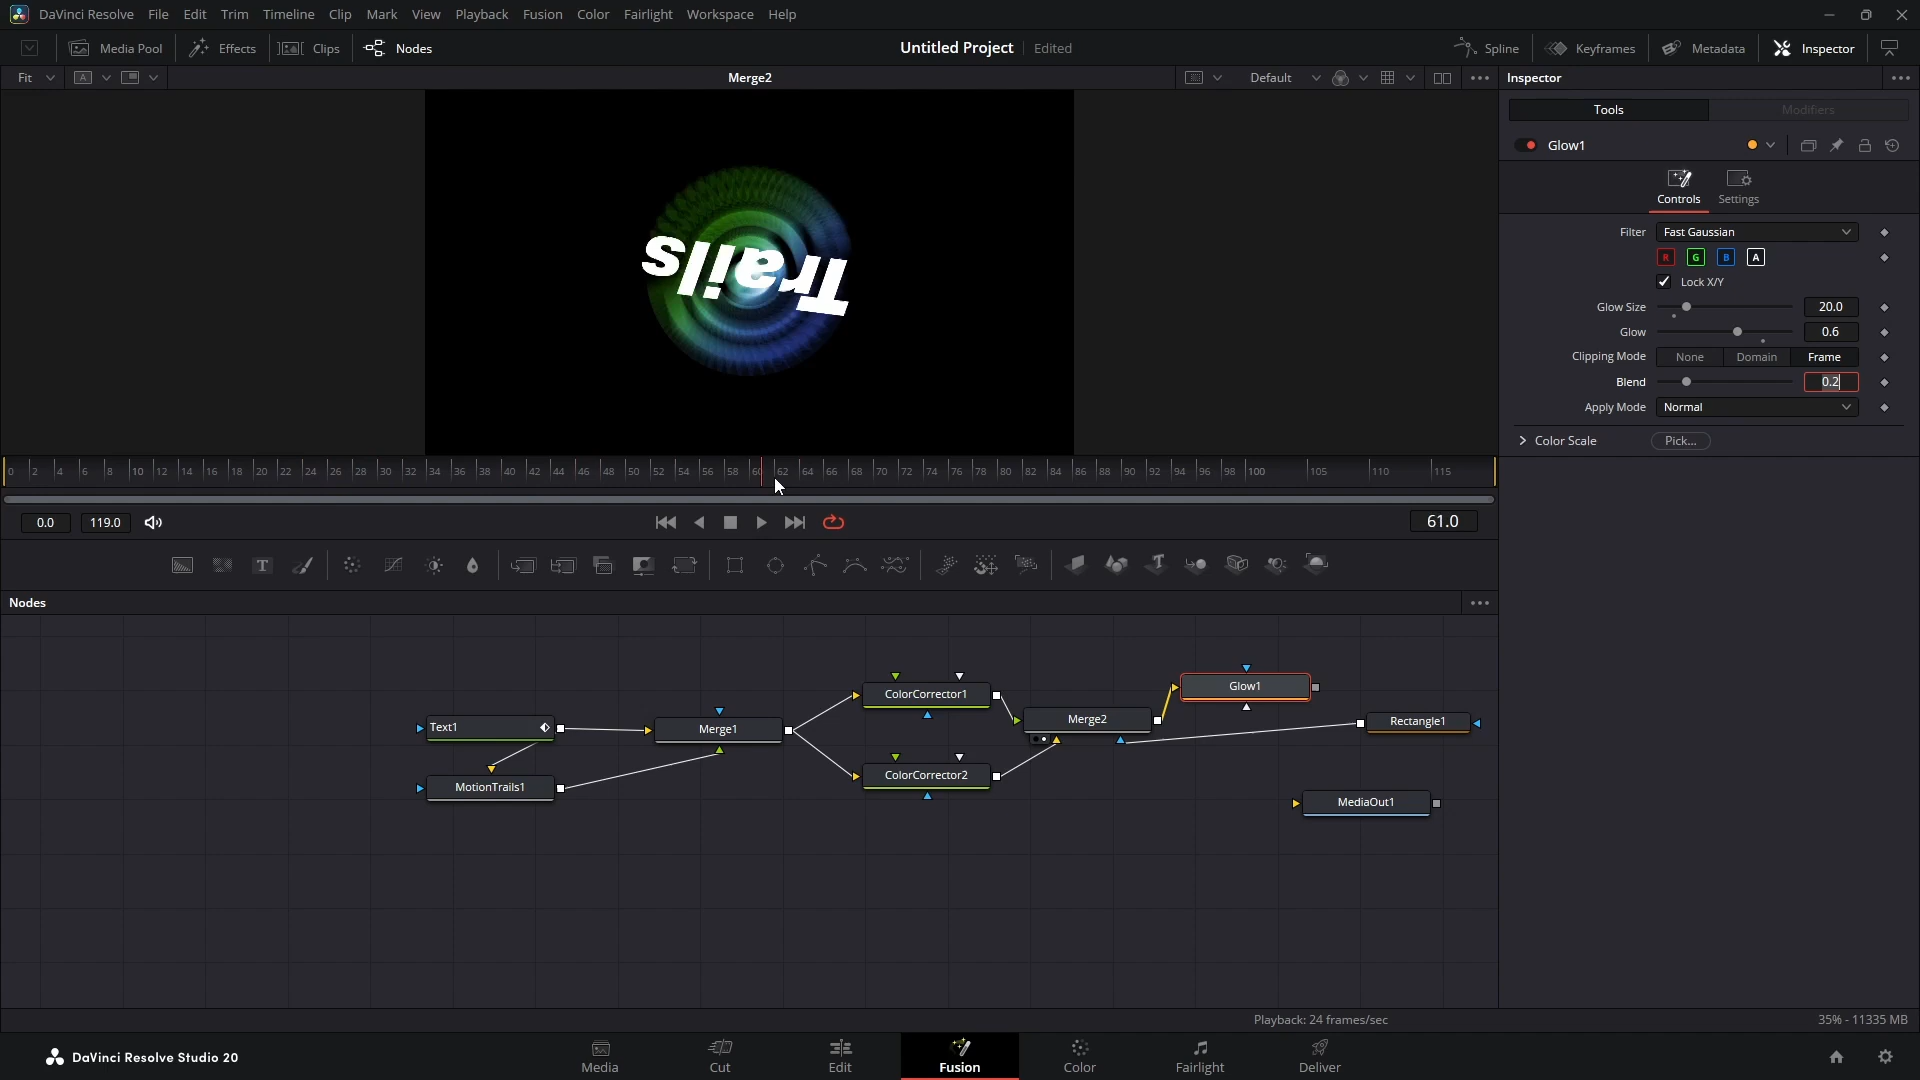 DaVinci Resolve File Edit Trim Timeline Clip Mark View Playback Fusion Color Fairlight Workspace Help
Media Pool Effects Clips Nodes Untitled Project Edited Spline Keyframes Metadata Inspector
Fit A Merge2 Default Inspector
Tools Modifiers
Glow1
Controls Settings
Filter Fast Gaussian
R G B A
Lock X/Y
Glow Size 20.0
Glow 0.6
Clipping Mode None Domain Frame
Blend 0.2
Apply Mode Normal
Color Scale Pick...
Trails
0 2 4 6 8 10 12 14 16 18 20 22 24 26 28 30 32 34 36 38 40 42 44 46 48 50 52 54 56 58 60 62 64 66 68 70 72 74 76 78 80 82 84 86 88 90 92 94 96 98 100 105 110 115
0.0 119.0 61.0
T T
Nodes
Glow1
ColorCorrector1
Merge2
Rectangle1
Text1
Merge1
ColorCorrector2
MotionTrails1
MediaOut1
Playback: 24 frames/sec 35% - 11335 MB
DaVinci Resolve Studio 20
Media Cut Edit Fusion Color Fairlight Deliver